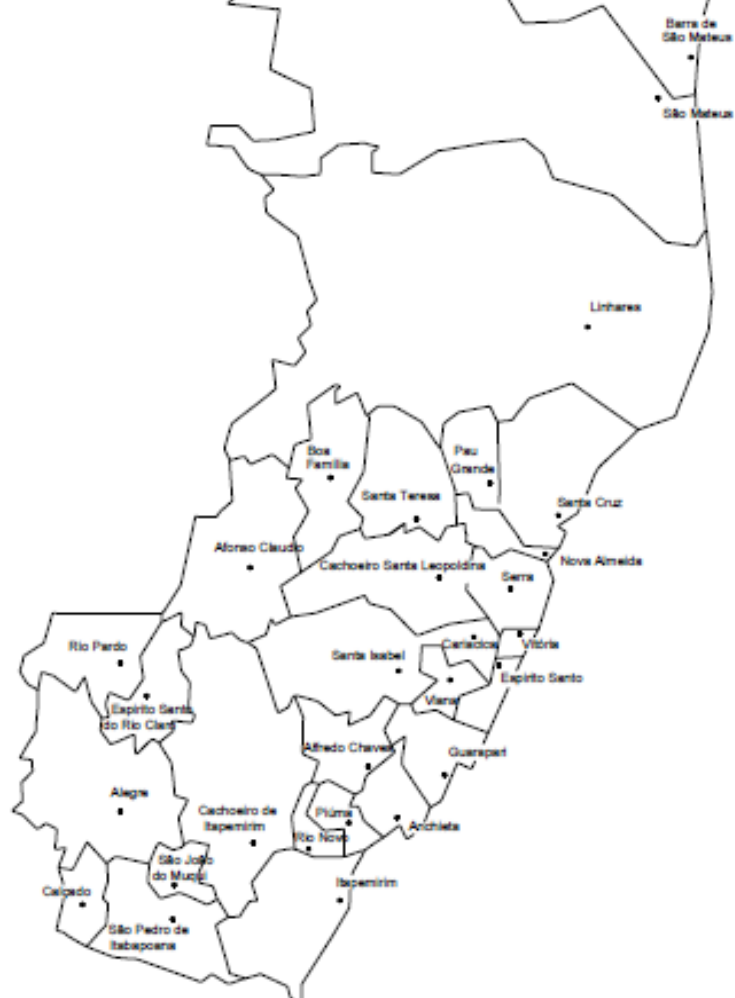 Barra de
São Mateus
São Mateus
Linhares
Boa
Família
Pau
Grande
Santa Teresa
Santa Cruz
Afonso Claudio
Cachoeiro Santa Leopoldina
Nova Almeida
Serra
Rio Pardo
Santa Isabel
Cariacica
Vitória
Espírito Santo
Viana
Espírito Santo
do Rio Claro
Alfredo Chaves
Guarapari
Alegre
Cachoeiro de
Itapemirim
Piúma
Rio Novo
Anchieta
São João
do Muqui
Calçado
Itapemirim
São Pedro de
Itabapoana